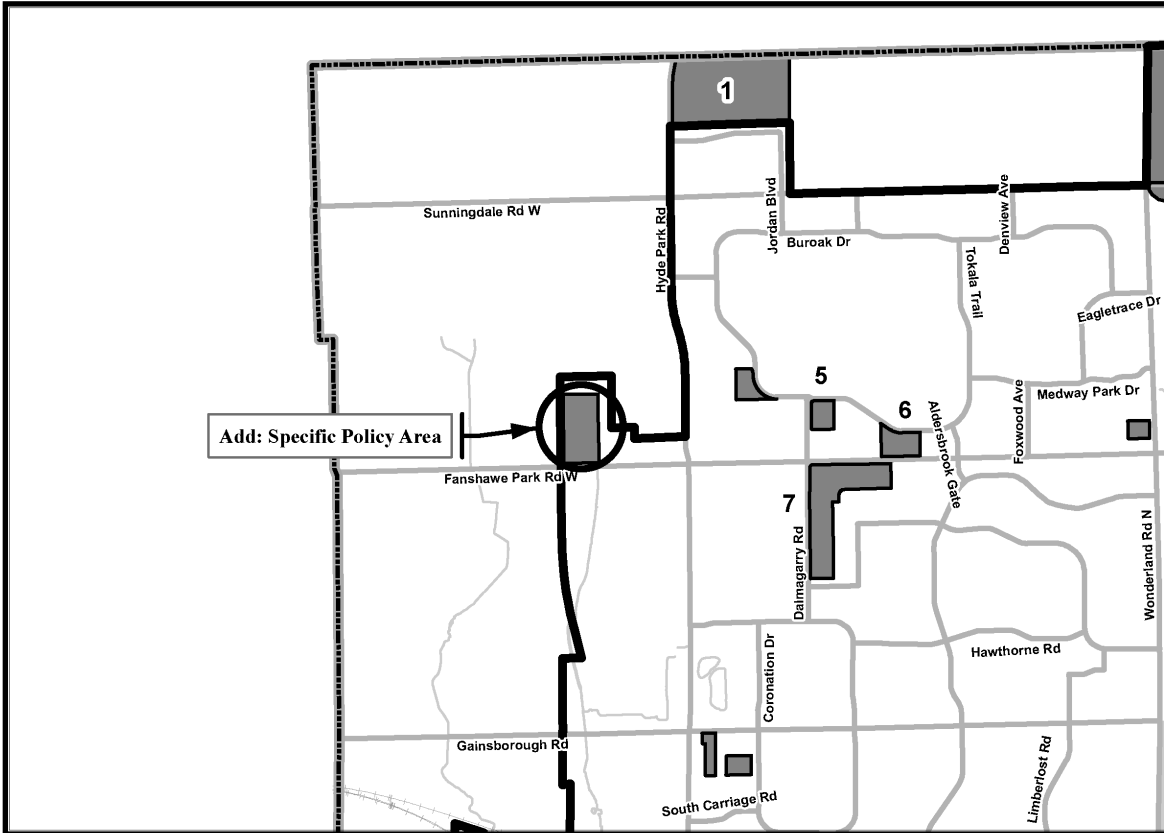 1
Sunningdale Rd W
Hyde Park Rd
Jordan Blvd
Buroak Dr
Denview Ave
Tokala Trail
Eagletrace Dr
5
Medway Park Dr
6
Foxwood Ave
Aldersbrook Gate
Add: Specific Policy Area
Fanshawe Park Rd W
7
Dalmagarry Rd
Wonderland Rd N
Hawthorne Rd
Coronation Dr
Gainsborough Rd
Limberlost Rd
South Carriage Rd